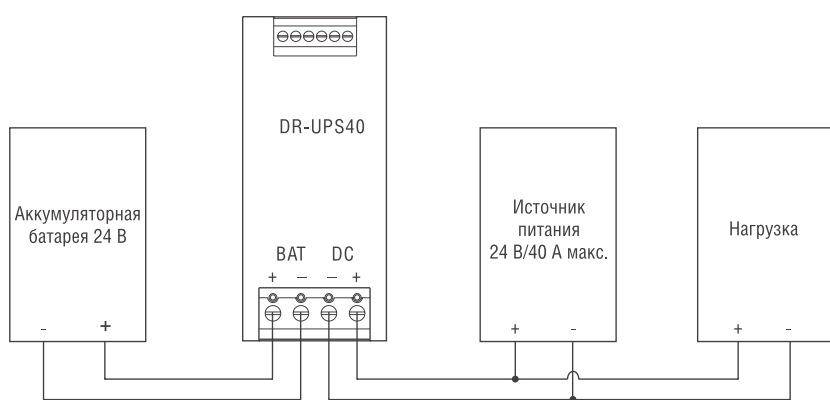 DR-UPS40
Аккумуляторная
батарея 24 В
- +
BAT DC
+ – – +
Источник
питания
24 В/40 А макс.
+ -
Нагрузка
+ -